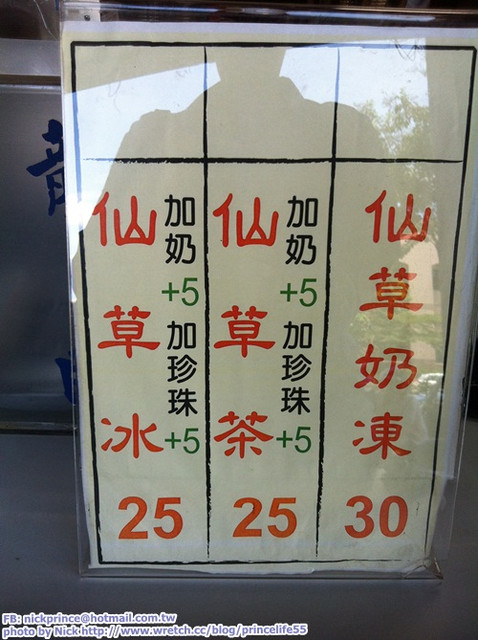 仙草奶凍
30
仙草茶
加奶+5
加珍珠+5
25
仙草冰
加奶+5
加珍珠+5
25
FB: nickprince@hotmail.com.tw
photo by Nick http://www.wretch.cc/blog/princelife55